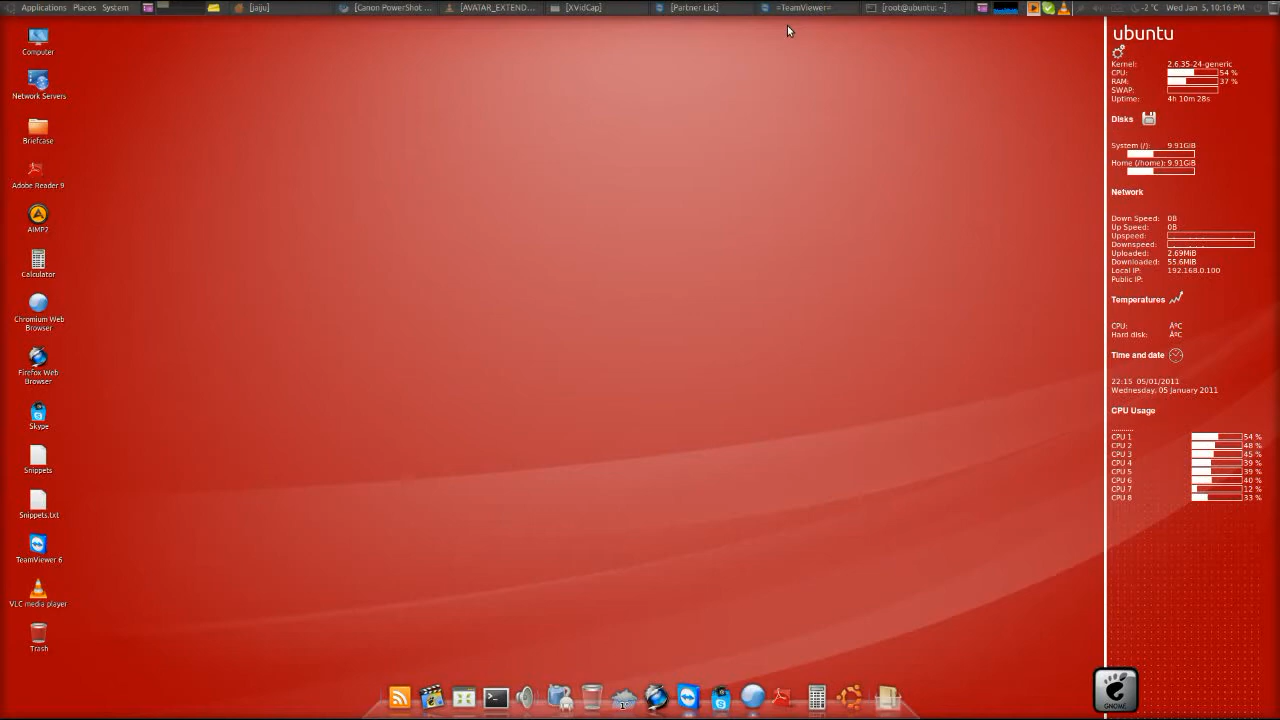 Applications Places System
[jaiju]
[Canon PowerShot ...
[AVATAR_EXTEND...
[XVidCap]
[Partner List]
=TeamViewer=
[root@ubuntu: ~]
-2 °C Wed Jan 5, 10:16 PM
Computer
Network Servers
Briefcase
Adobe Reader 9
AIMP2
Calculator
Chromium Web
Browser
Firefox Web
Browser
Skype
Snippets
Snippets.txt
TeamViewer 6
VLC media player
Trash
ubuntu
Kernel: 2.6.35-24-generic
CPU: 54 %
RAM: 37 %
SWAP:
Uptime: 4h 10m 28s
Disks
System (/): 9.91GiB
Home (/home): 9.91GiB
Network
Down Speed: 0B
Up Speed: 0B
Upspeed:
Downspeed:
Uploaded: 2.69MiB
Downloaded: 55.6MiB
Local IP: 192.168.0.100
Public IP:
Temperatures
CPU: ÂºC
Hard disk: ÂºC
Time and date
22:15 05/01/2011
Wednesday, 05 January 2011
CPU Usage
...........
CPU 1 54 %
CPU 2 48 %
CPU 3 45 %
CPU 4 39 %
CPU 5 39 %
CPU 6 40 %
CPU 7 12 %
CPU 8 33 %
GNOME